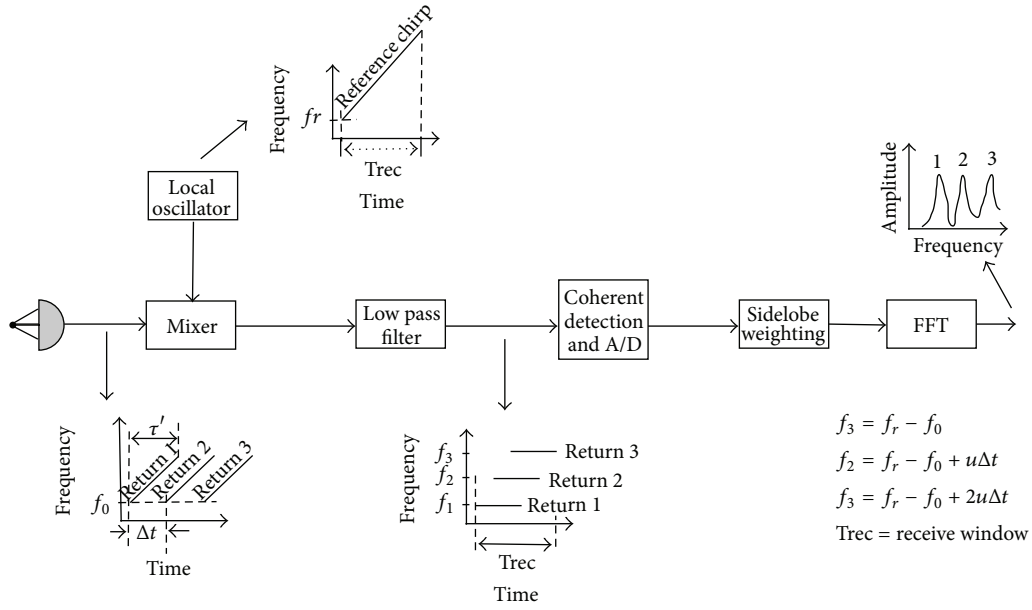 Frequency
Reference chirp
fr
Trec
Time
Local
oscillator
Amplitude
1 2 3
Frequency
Mixer
Low pass
filter
Coherent
detection
and A/D
Sidelobe
weighting
FFT
Frequency
τ′
Return 1
Return 2
Return 3
f0
Δt
Time
Frequency
f3
f2
f1
Return 3
Return 2
Return 1
Trec
Time
f3 = fr − f0
f2 = fr − f0 + uΔt
f3 = fr − f0 + 2uΔt
Trec = receive window